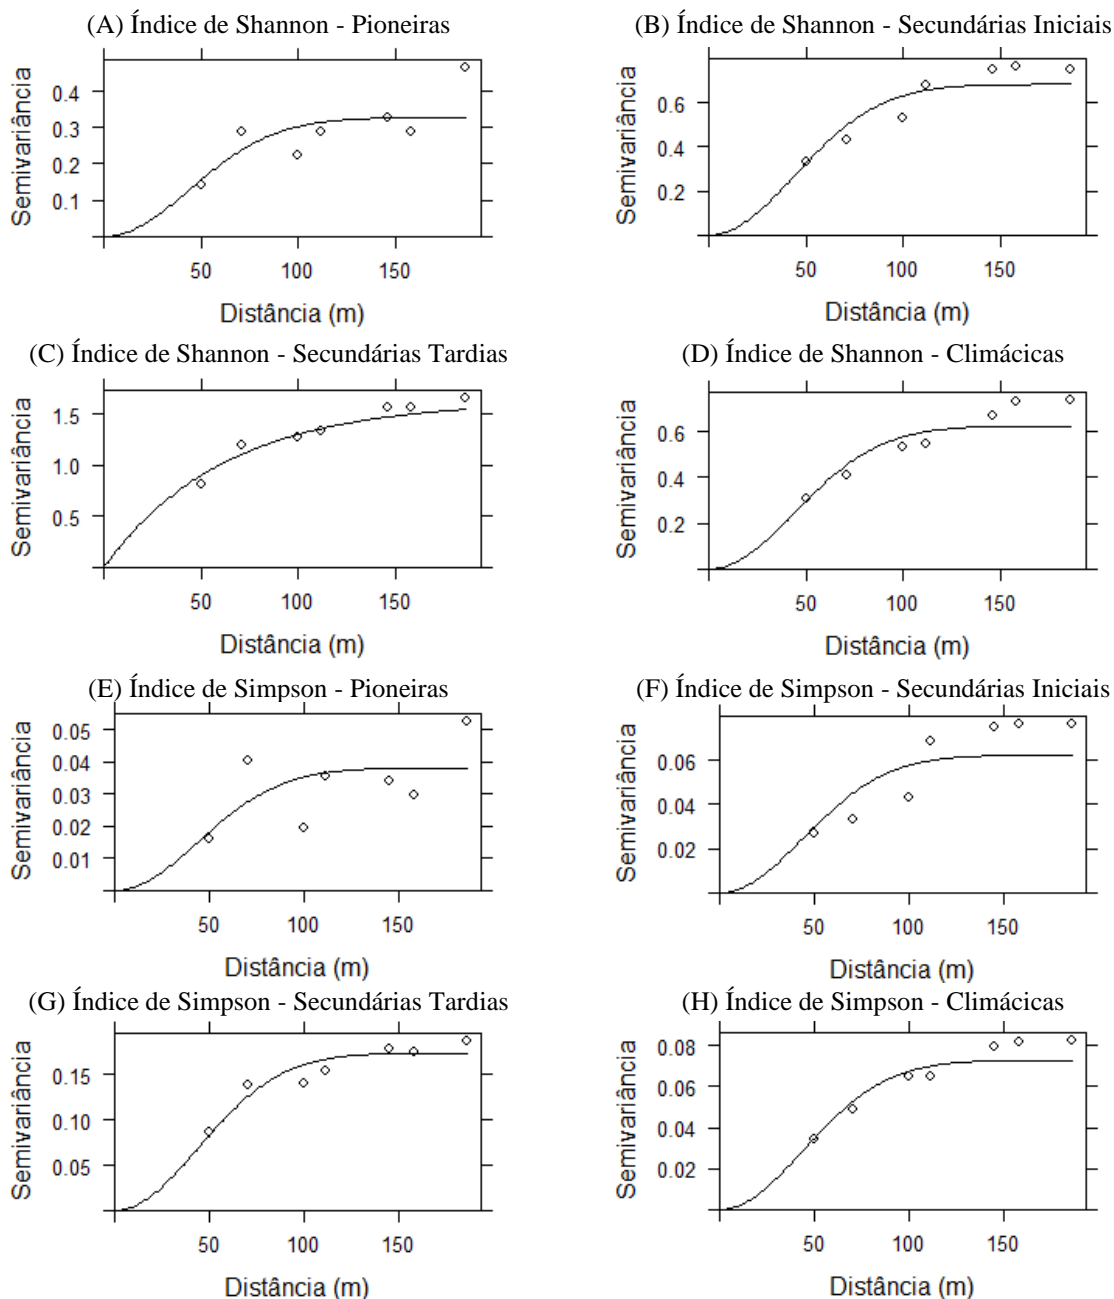 (A) Índice de Shannon - Pioneiras
Semivariância
0.4
0.3
0.2
0.1
50 100 150
Distância (m)
(B) Índice de Shannon - Secundárias Iniciais
Semivariância
0.6
0.4
0.2
50 100 150
Distância (m)
(C) Índice de Shannon - Secundárias Tardias
Semivariância
1.5
1.0
0.5
50 100 150
Distância (m)
(D) Índice de Shannon - Climácicas
Semivariância
0.6
0.4
0.2
50 100 150
Distância (m)
(E) Índice de Simpson - Pioneiras
Semivariância
0.05
0.04
0.03
0.02
0.01
50 100 150
Distância (m)
(F) Índice de Simpson - Secundárias Iniciais
Semivariância
0.06
0.04
0.02
50 100 150
Distância (m)
(G) Índice de Simpson - Secundárias Tardias
Semivariância
0.15
0.10
0.05
50 100 150
Distância (m)
(H) Índice de Simpson - Climácicas
Semivariância
0.08
0.06
0.04
0.02
50 100 150
Distância (m)